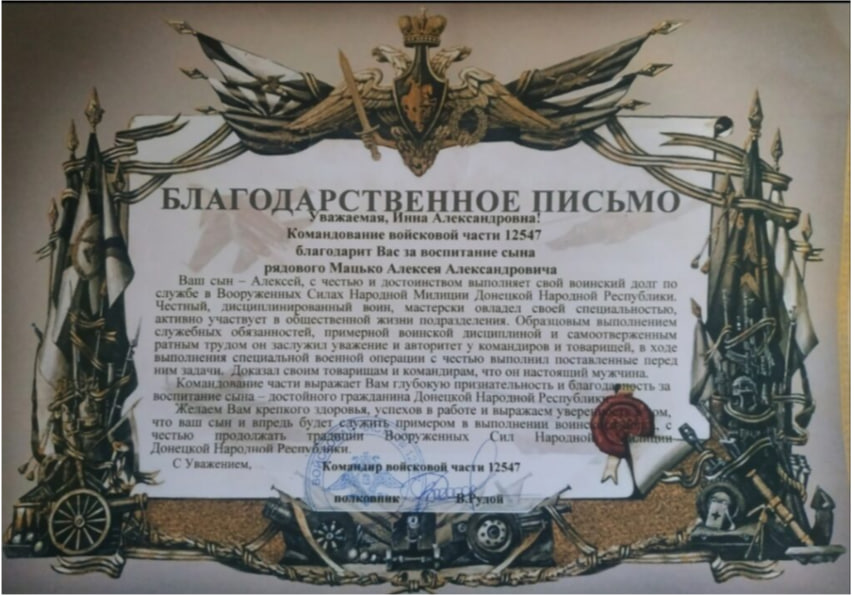 БЛАГОДАРСТВЕННОЕ ПИСЬМО
Уважаемая, Инна Александровна!
Командование войсковой части 12547
благодарит Вас за воспитание сына
рядового Мацько Алексея Александровича
Ваш сын – Алексей, с честью и достоинством выполняет свой воинский долг по
службе в Вооруженных Силах Народной Милиции Донецкой Народной Республики.
Честный, дисциплинированный воин, мастерски овладел своей специальностью,
активно участвует в общественной жизни подразделения. Образцовым выполнением
служебных обязанностей, примерной воинской дисциплиной и самоотверженным
ратным трудом он заслужил уважение и авторитет у командиров и товарищей, в ходе
выполнения специальной военной операции с честью выполнил поставленные перед
ним задачи. Доказал своим товарищам и командирам, что он настоящий мужчина.
Командование части выражает Вам глубокую признательность и благодарность за
воспитание сына – достойного гражданина Донецкой Народной Республики.
Желаем Вам крепкого здоровья, успехов в работе и выражаем уверенность в том,
что ваш сын и впредь будет служить примером в выполнении воинского с
честью продолжать традиции Вооруженных Сил Народной Милиции
Донецкой Народной Республики.
С Уважением,
Командир войсковой части 12547
полковник В.Рудой